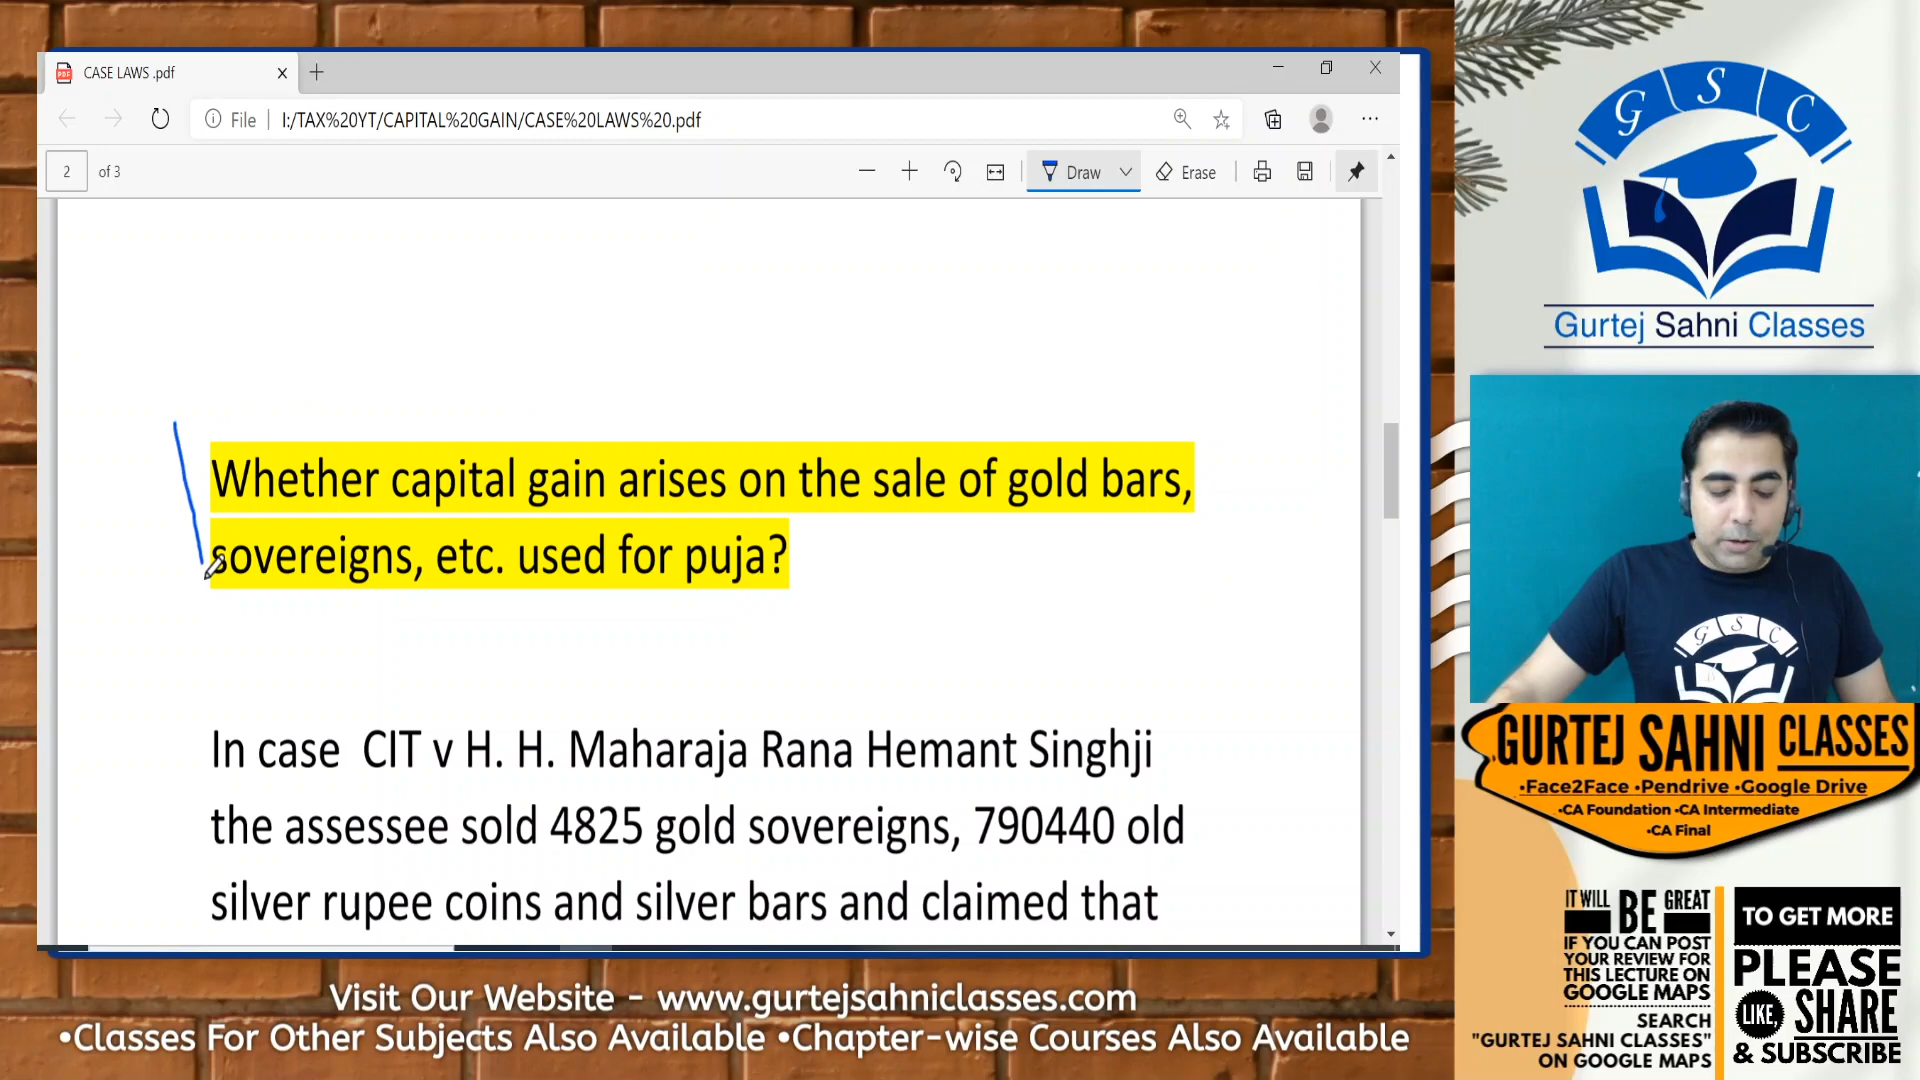 CASE LAWS .pdf
File
I:/TAX%20YT/CAPITAL%20GAIN/CASE%20LAWS%20.pdf
2 of 3
Draw
Erase
Whether capital gain arises on the sale of gold bars,
sovereigns, etc. used for puja?
In case CIT v H. H. Maharaja Rana Hemant Singhji
the assessee sold 4825 gold sovereigns, 790440 old
silver rupee coins and silver bars and claimed that
G S C
Gurtej Sahni Classes
G S C
GURTEJ SAHNI CLASSES
•Face2Face •Pendrive •Google Drive
•CA Foundation •CA Intermediate
•CA Final
IT WILL BE GREAT
IF YOU CAN POST
YOUR REVIEW FOR
THIS LECTURE ON
GOOGLE MAPS
SEARCH
"GURTEJ SAHNI CLASSES"
ON GOOGLE MAPS
TO GET MORE
PLEASE
LIKE, SHARE
& SUBSCRIBE
Visit Our Website - www.gurtejsahniclasses.com
•Classes For Other Subjects Also Available •Chapter-wise Courses Also Available